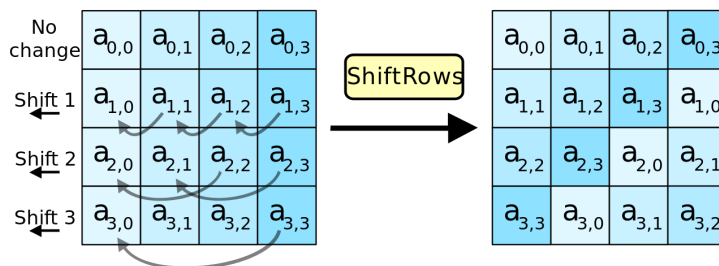 No
change
a0,0 a0,1 a0,2 a0,3
Shift 1
a1,0 a1,1 a1,2 a1,3
Shift 2
a2,0 a2,1 a2,2 a2,3
Shift 3
a3,0 a3,1 a3,2 a3,3
ShiftRows
a0,0 a0,1 a0,2 a0,3
a1,1 a1,2 a1,3 a1,0
a2,2 a2,3 a2,0 a2,1
a3,3 a3,0 a3,1 a3,2